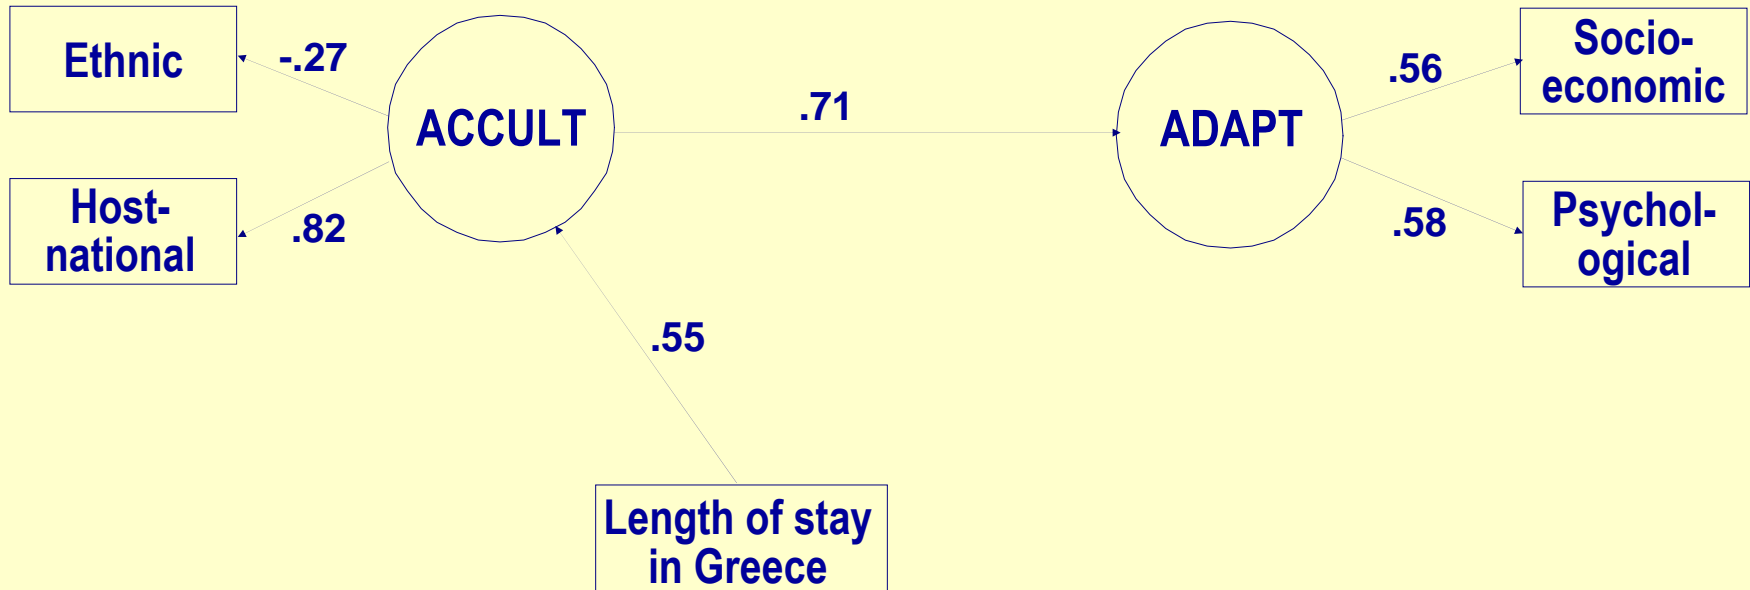 Ethnic
-.27
ACCULT
.71
ADAPT
.56
Socio-
economic
Host-
national
.82
.58
Psychol-
ogical
.55
Length of stay
in Greece